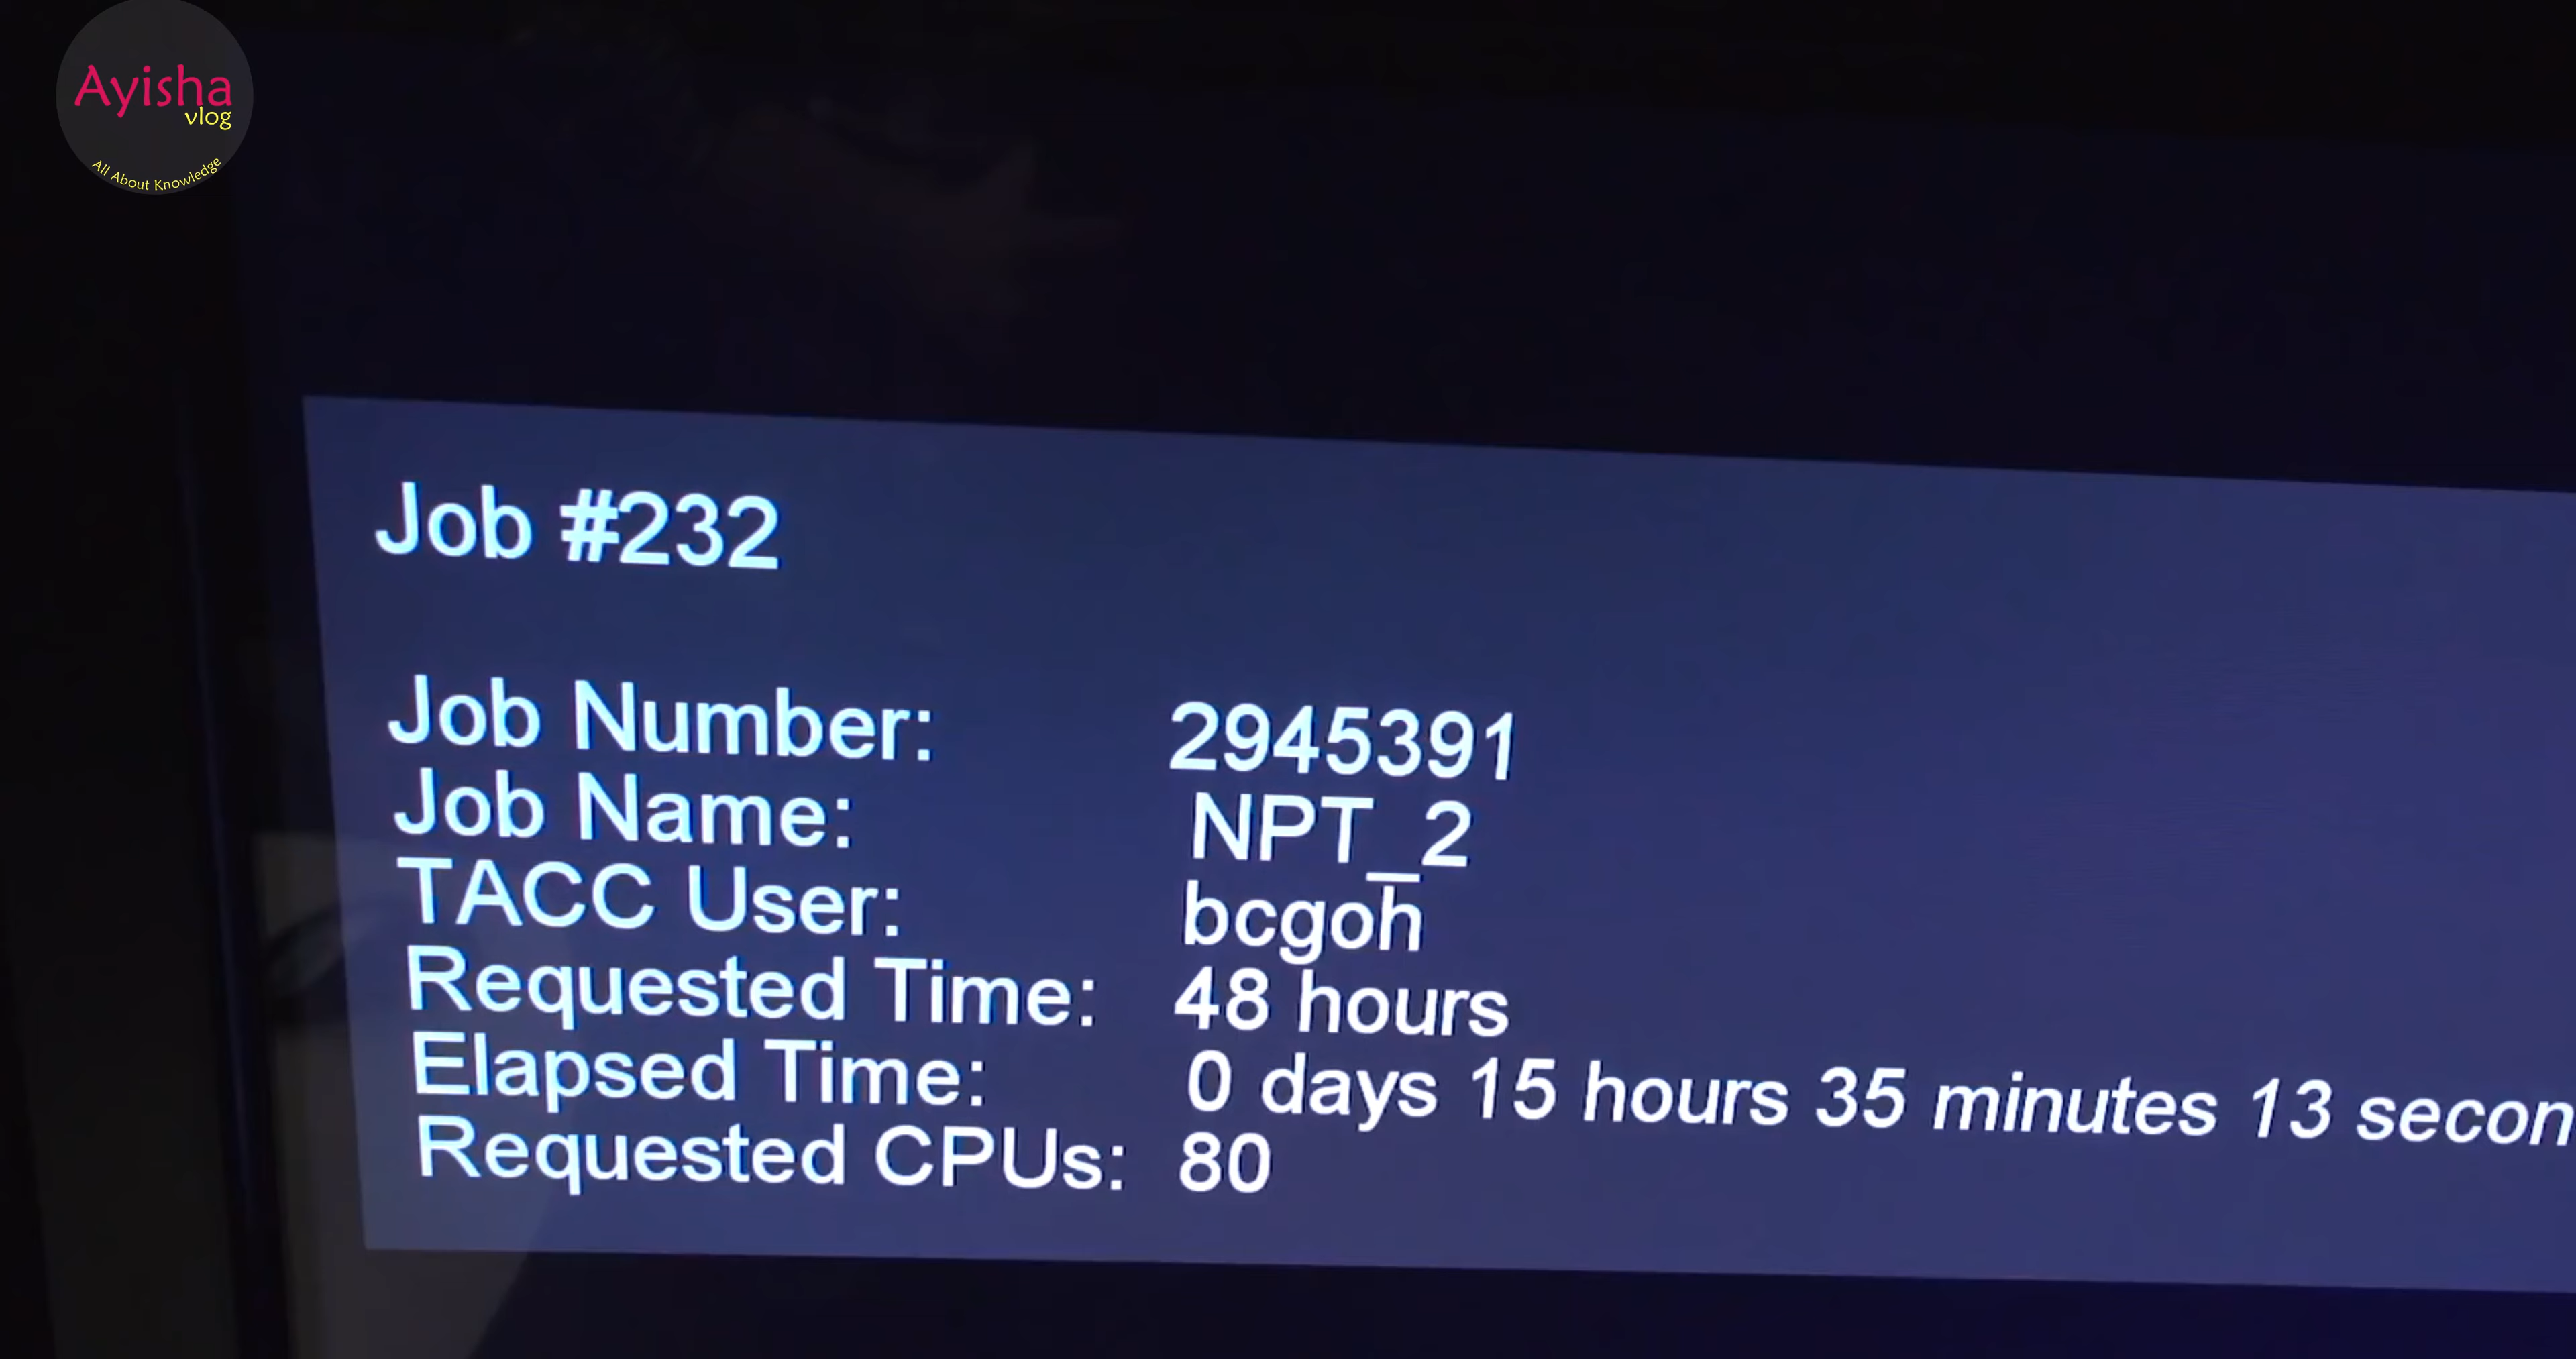 Ayisha
vlog
All About Knowledge
Job #232
Job Number: 2945391
Job Name: NPT_2
TACC User: bcgoh
Requested Time: 48 hours
Elapsed Time: 0 days 15 hours 35 minutes 13 secon
Requested CPUs: 80